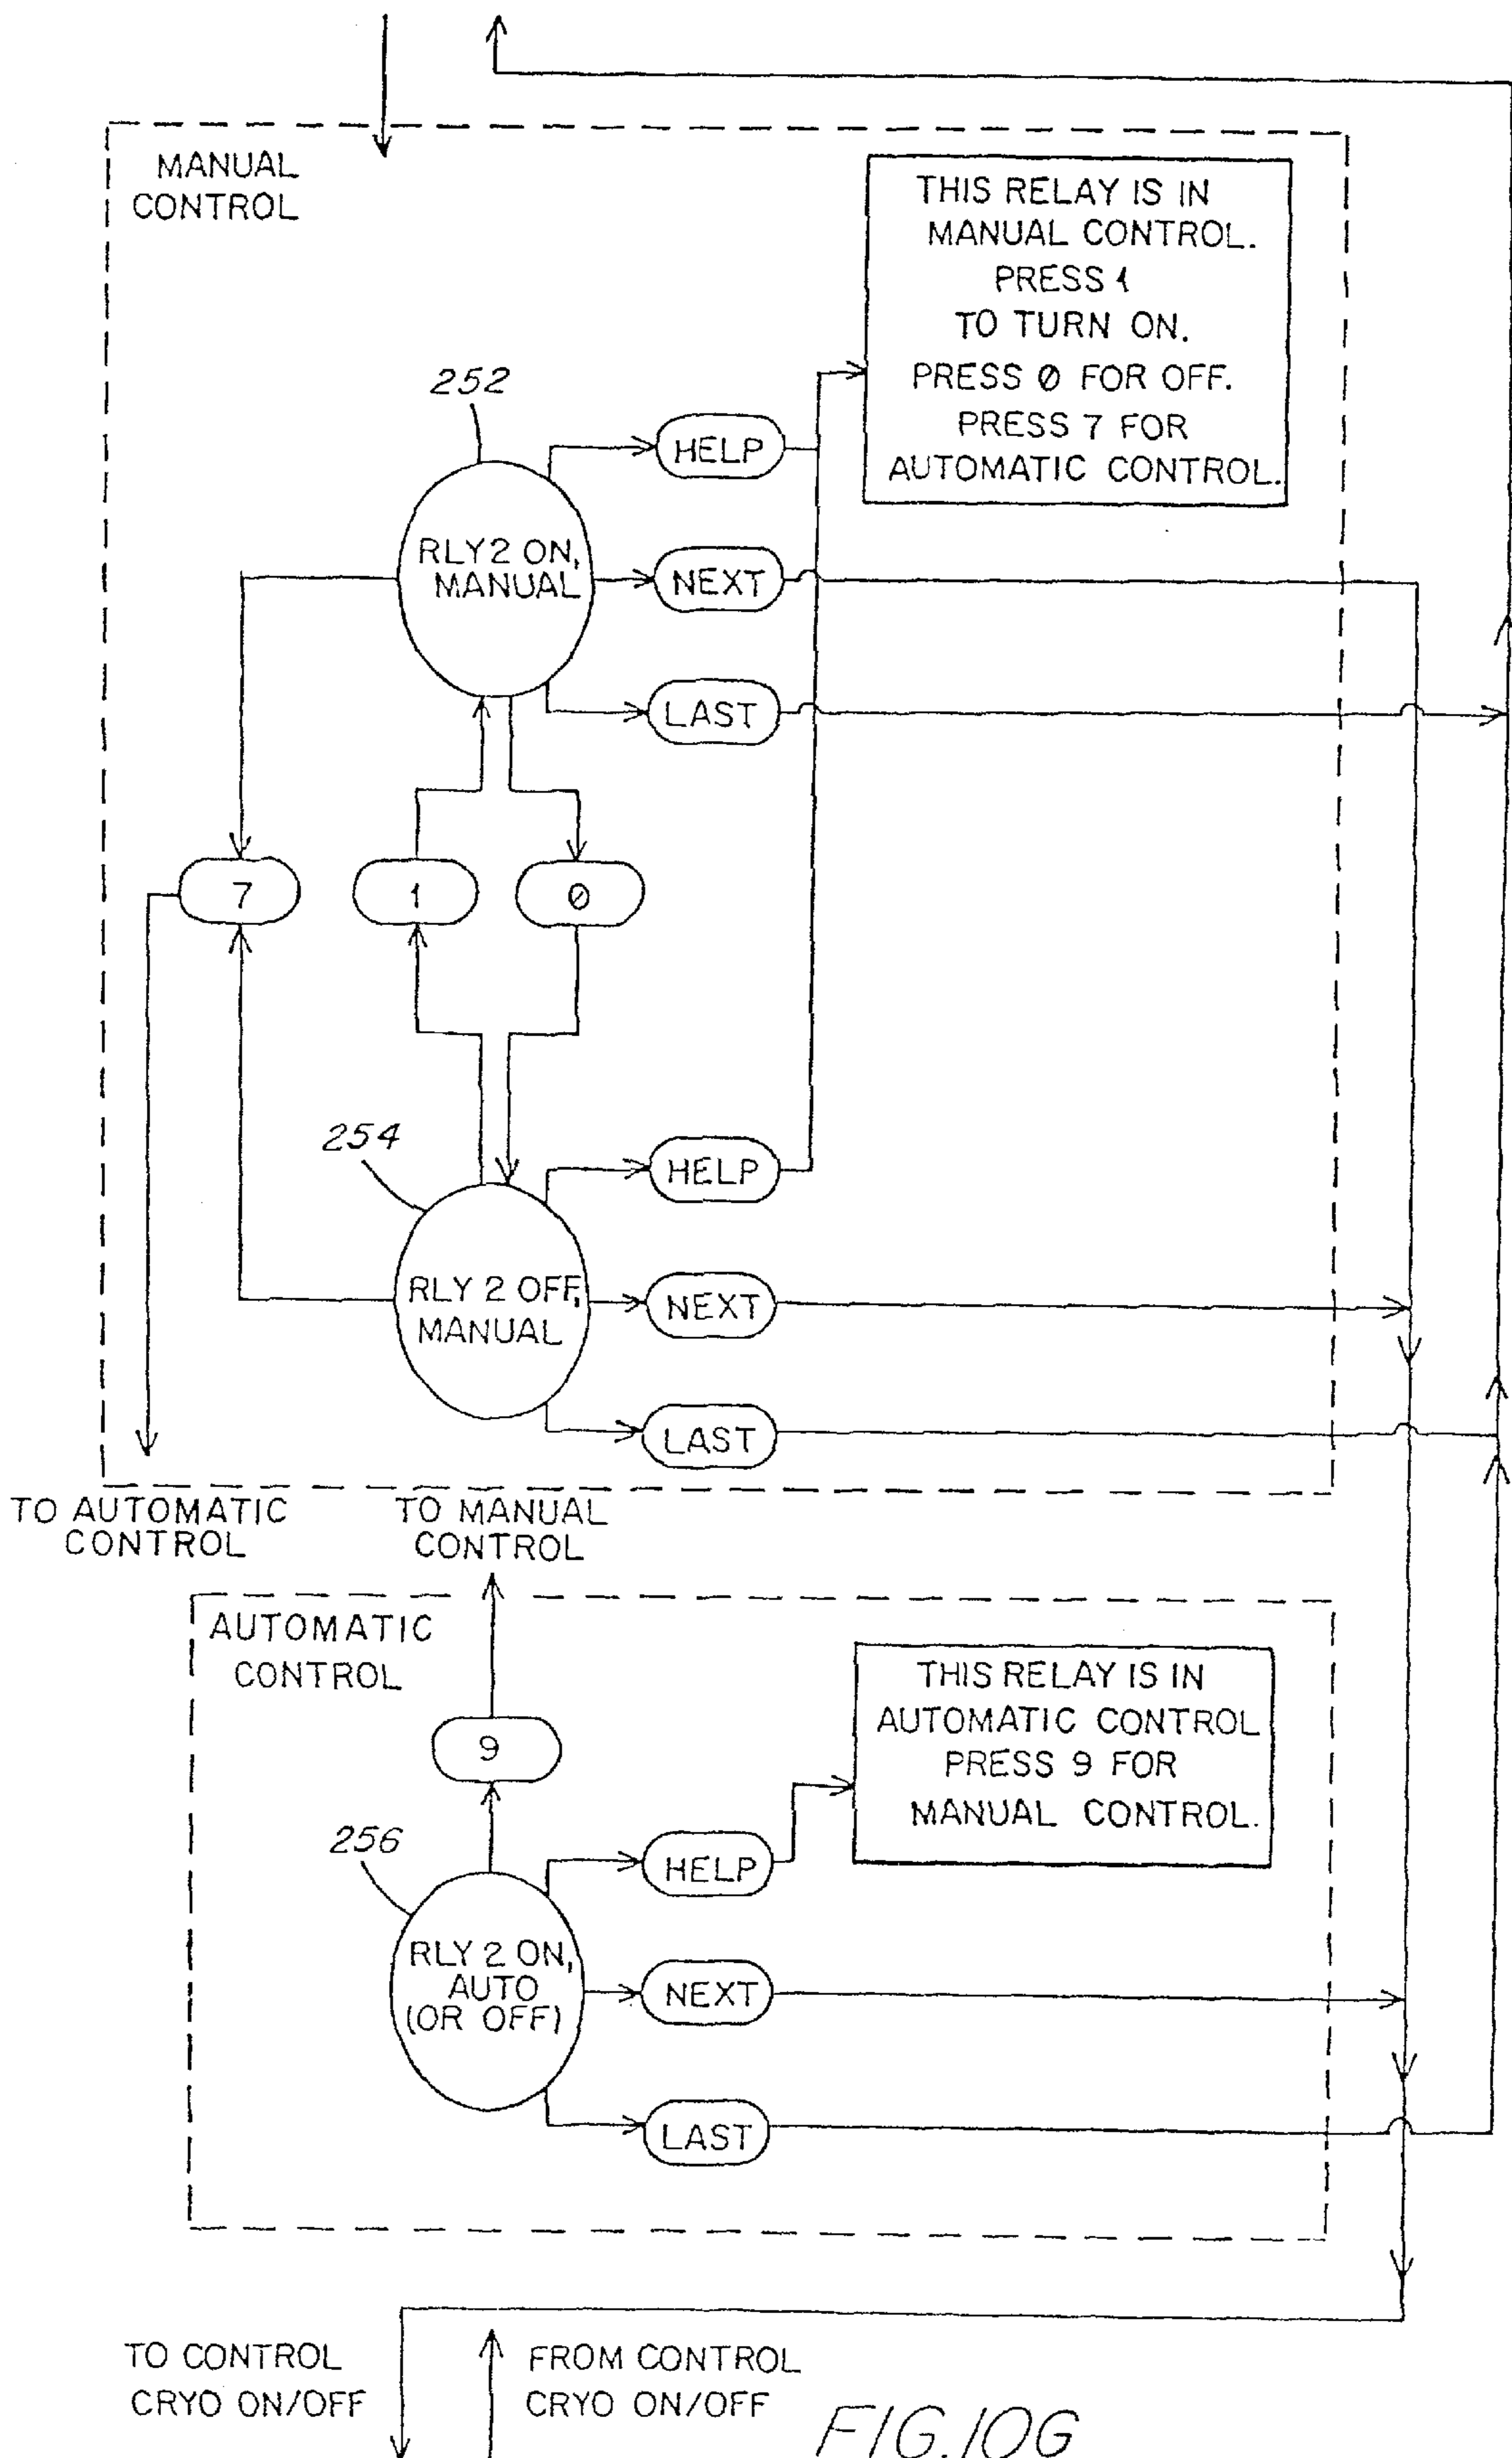 MANUAL
CONTROL
THIS RELAY IS IN
MANUAL CONTROL.
PRESS 1
TO TURN ON.
PRESS 0 FOR OFF.
PRESS 7 FOR
AUTOMATIC CONTROL.
252
HELP
RLY2 ON,
MANUAL
NEXT
LAST
7
1
0
254
HELP
RLY 2 OFF,
MANUAL
NEXT
LAST
TO AUTOMATIC
CONTROL
TO MANUAL
CONTROL
AUTOMATIC
CONTROL
THIS RELAY IS IN
AUTOMATIC CONTROL
PRESS 9 FOR
MANUAL CONTROL.
9
256
HELP
RLY 2 ON,
AUTO
(OR OFF)
NEXT
LAST
TO CONTROL
CRYO ON/OFF
FROM CONTROL
CRYO ON/OFF
FIG.10G